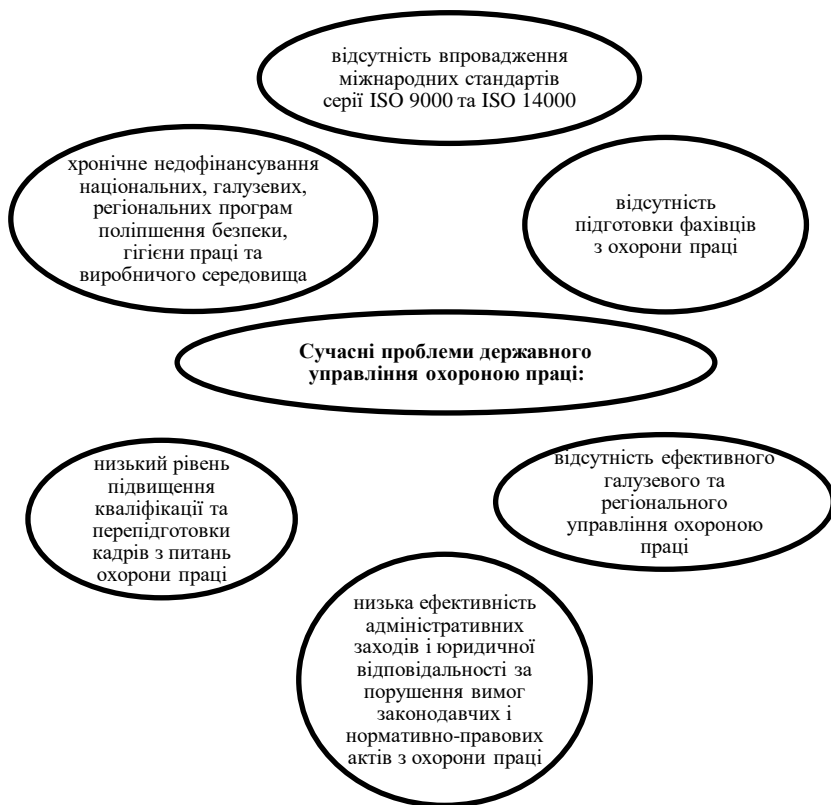 відсутність впровадження
міжнародних стандартів
серії ISO 9000 та ISO 14000
хронічне недофінансування
національних, галузевих,
регіональних програм
поліпшення безпеки,
гігієни праці та
виробничого середовища
відсутність
підготовки фахівців
з охорони праці
Сучасні проблеми державного
управління охороною праці:
низький рівень
підвищення
кваліфікації та
перепідготовки
кадрів з питань
охорони праці
відсутність ефективного
галузевого та
регіонального
управління охороною
праці
низька ефективність
адміністративних
заходів і юридичної
відповідальності за
порушення вимог
законодавчих і
нормативно-правових
актів з охорони праці